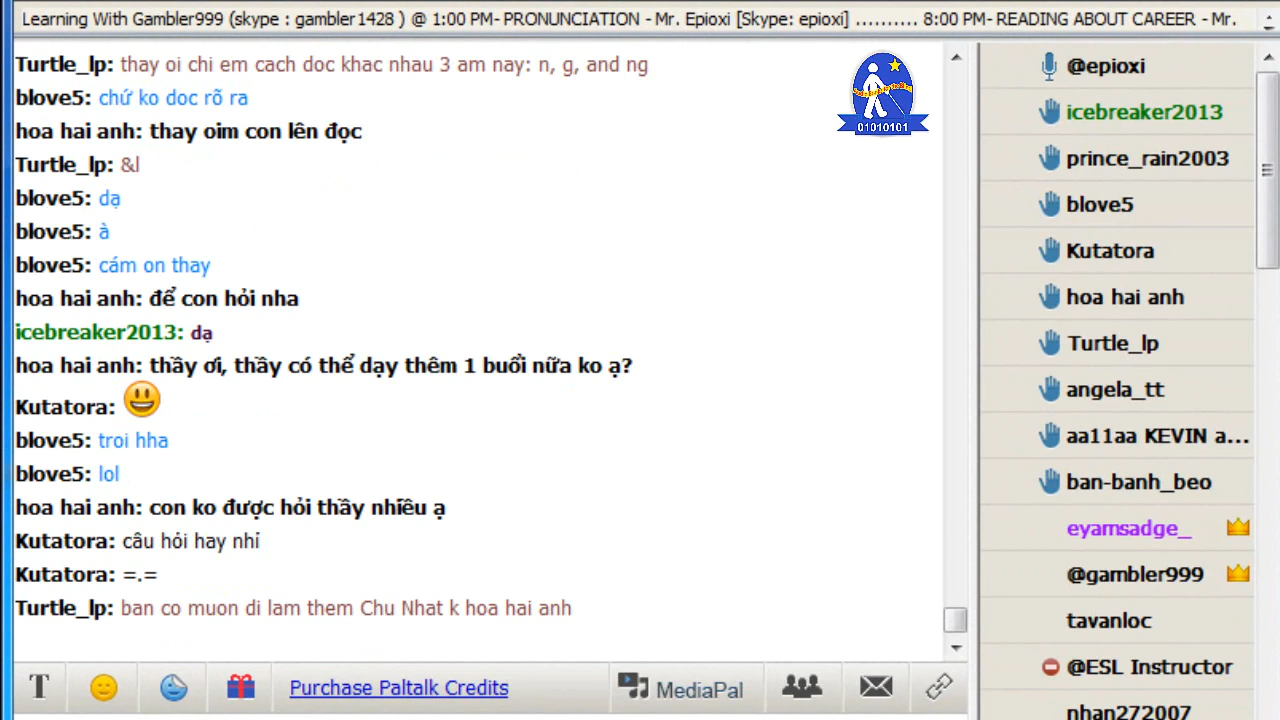 Learning With Gambler999 (skype : gambler1428 ) @ 1:00 PM- PRONUNCIATION - Mr. Epioxi [Skype: epioxi] .......... 8:00 PM- READING ABOUT CAREER - Mr.
Turtle_lp: thay oi chi em cach doc khac nhau 3 am nay: n, g, and ng
blove5: chứ ko doc rõ ra
hoa hai anh: thay oim con lên đọc
Turtle_lp: &l
blove5: dạ
blove5: à
blove5: cám on thay
hoa hai anh: để con hỏi nha
icebreaker2013: dạ
hoa hai anh: thầy ơi, thầy có thể dạy thêm 1 buổi nữa ko ạ?
Kutatora:
blove5: troi hha
blove5: lol
hoa hai anh: con ko được hỏi thầy nhiều ạ
Kutatora: câu hỏi hay nhỉ
Kutatora: =.=
Turtle_lp: ban co muon di lam them Chu Nhat k hoa hai anh
T
Purchase Paltalk Credits
MediaPal
01010101
@epioxi
icebreaker2013
prince_rain2003
blove5
Kutatora
hoa hai anh
Turtle_lp
angela_tt
aa11aa KEVIN a...
ban-banh_beo
eyamsadge_
@gambler999
tavanloc
@ESL Instructor
nhan272007